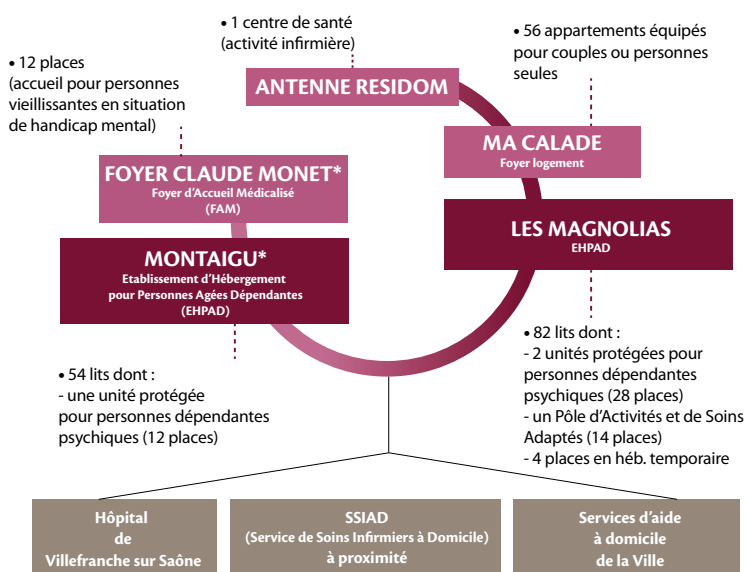 • 1 centre de santé
(activité infirmière)
• 56 appartements équipés
pour couples ou personnes
seules
• 12 places
(accueil pour personnes
vieillissantes en situation
de handicap mental)
ANTENNE RESIDOM
MA CALADE
Foyer logement
FOYER CLAUDE MONET*
Foyer d'Accueil Médicalisé
(FAM)
LES MAGNOLIAS
EHPAD
MONTAIGU*
Etablissement d'Hébergement
pour Personnes Agées Dépendantes
(EHPAD)
• 54 lits dont :
- une unité protégée
pour personnes dépendantes
psychiques (12 places)
• 82 lits dont :
- 2 unités protégées pour
personnes dépendantes
psychiques (28 places)
- un Pôle d'Activités et de Soins
Adaptés (14 places)
- 4 places en héb. temporaire
Hôpital
de
Villefranche sur Saône
SSIAD
(Service de Soins Infirmiers à Domicile)
à proximité
Services d'aide
à domicile
de la Ville